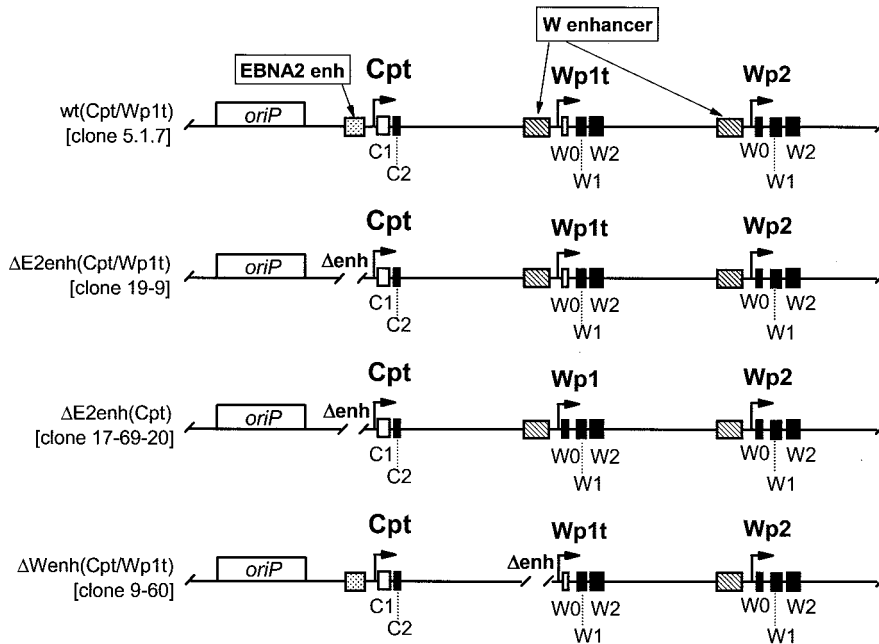 W enhancer
EBNA2 enh
Cpt
Wp1t
Wp2
wt(Cpt/Wp1t)
[clone 5.1.7]
oriP
C1
C2
W0
W1
W2
W0
W1
W2
Cpt
Wp1t
Wp2
ΔE2enh(Cpt/Wp1t)
[clone 19-9]
oriP
Δenh
C1
C2
W0
W1
W2
W0
W1
W2
Cpt
Wp1
Wp2
ΔE2enh(Cpt)
[clone 17-69-20]
oriP
Δenh
C1
C2
W0
W1
W2
W0
W1
W2
Cpt
Wp1t
Wp2
ΔWenh(Cpt/Wp1t)
[clone 9-60]
oriP
Δenh
C1
C2
W0
W1
W2
W0
W1
W2